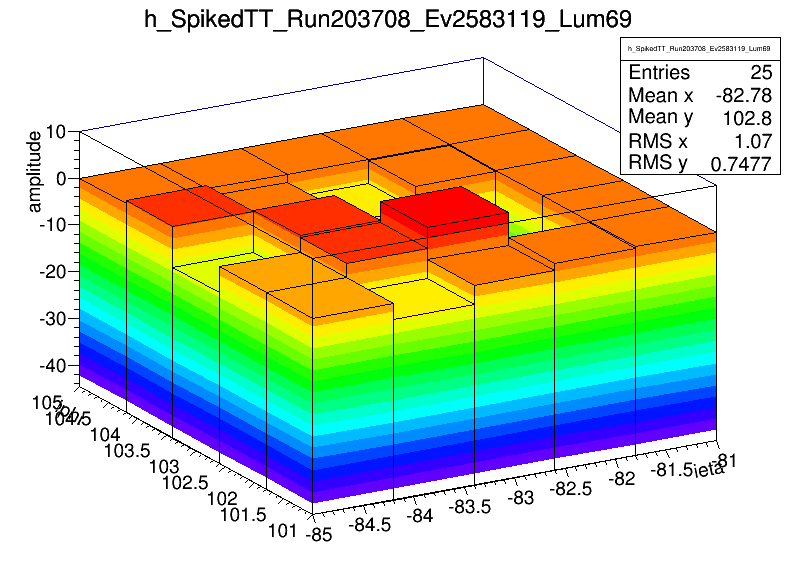 h_SpikedTT_Run203708_Ev2583119_Lum69
h_SpikedTT_Run203708_Ev2583119_Lum69
Entries 25
Mean x -82.78
Mean y 102.8
RMS x 1.07
RMS y 0.7477
amplitude
10
0
-10
-20
-30
-40
105
104.5
104
103.5
103
102.5
102
101.5
101
-85
-84.5
-84
-83.5
-83
-82.5
-82
-81.5
-81
ieta